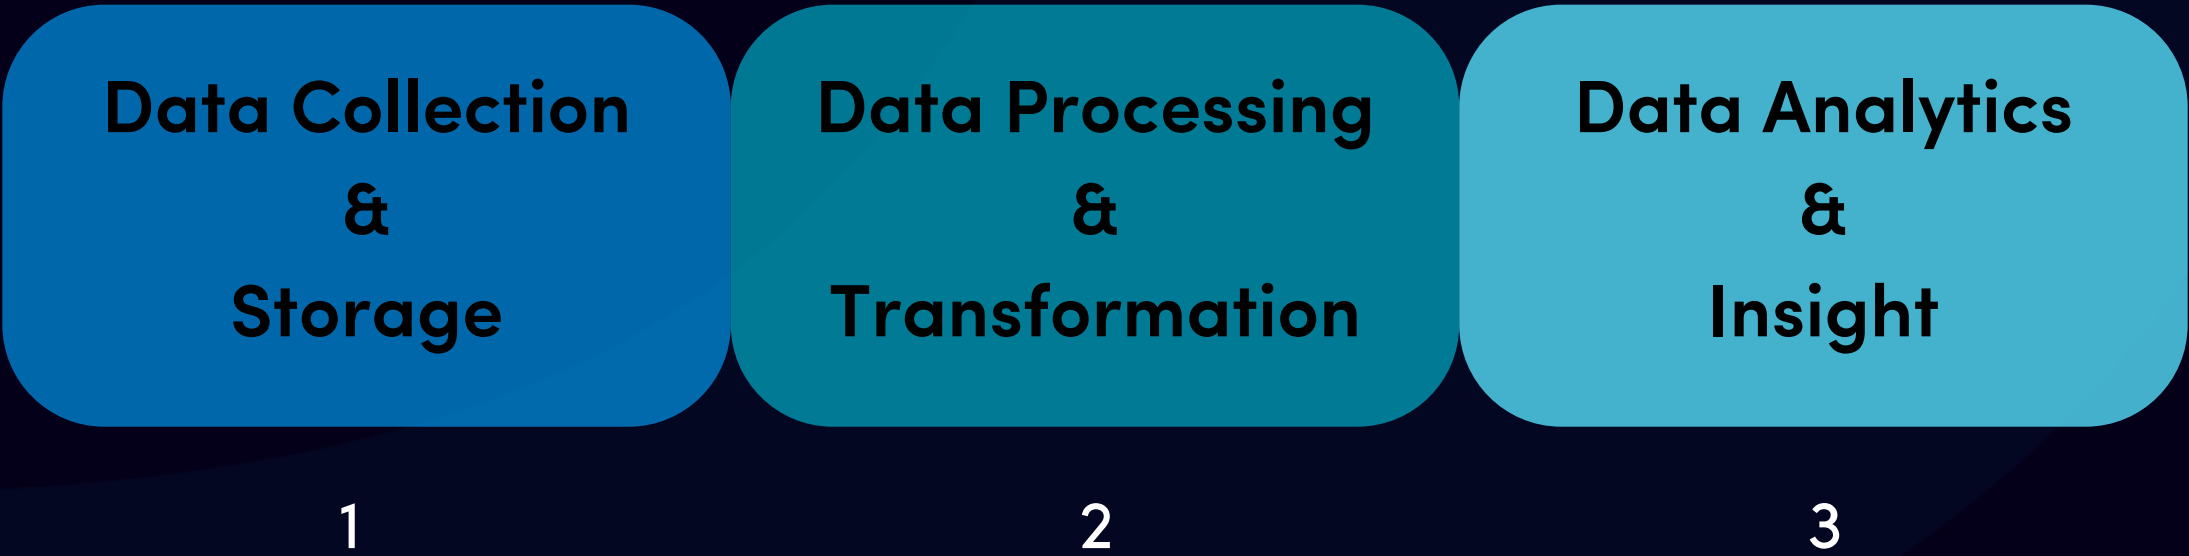 Data Collection
&
Storage
Data Processing
&
Transformation
Data Analytics
&
Insight
1
2
3